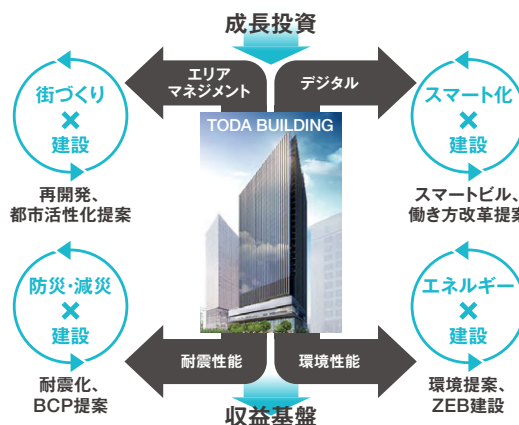 成長投資
エリア
マネジメント
デジタル
街づくり
×
建設
再開発、
都市活性化提案
TODA BUILDING
スマート化
×
建設
スマートビル、
働き方改革提案
防災・減災
×
建設
耐震化、
BCP提案
エネルギー
×
建設
環境提案、
ZEB建設
耐震性能
環境性能
収益基盤